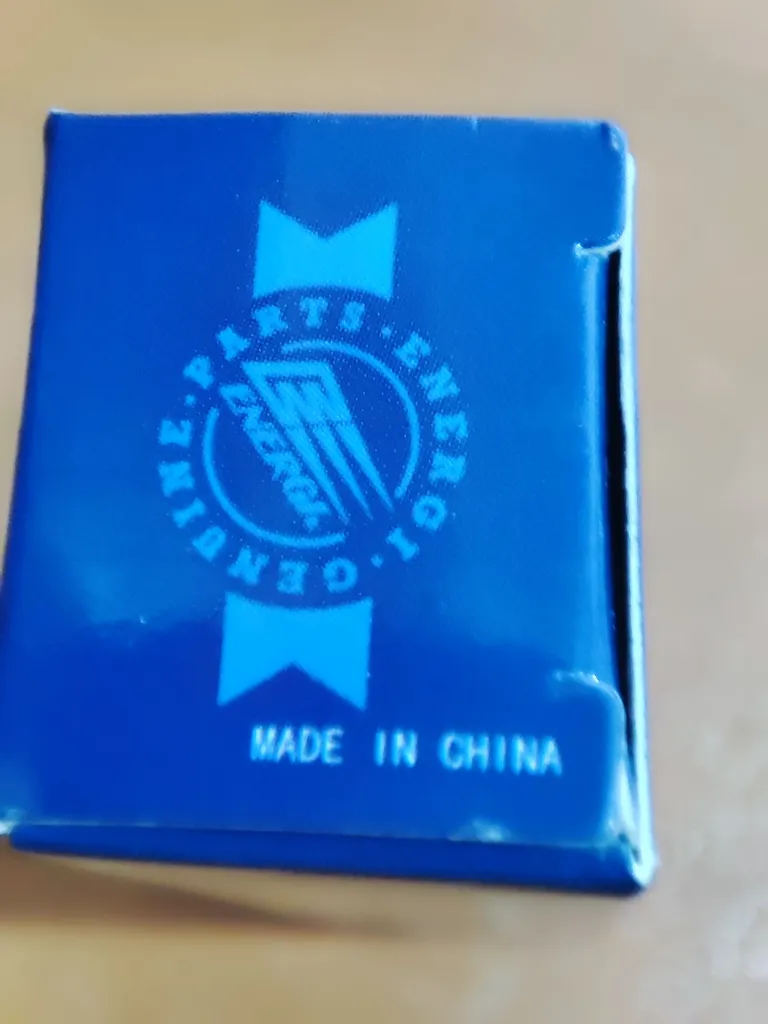 GENUINE · PARTS · ENERGI ·
ENERGI
MADE IN CHINA